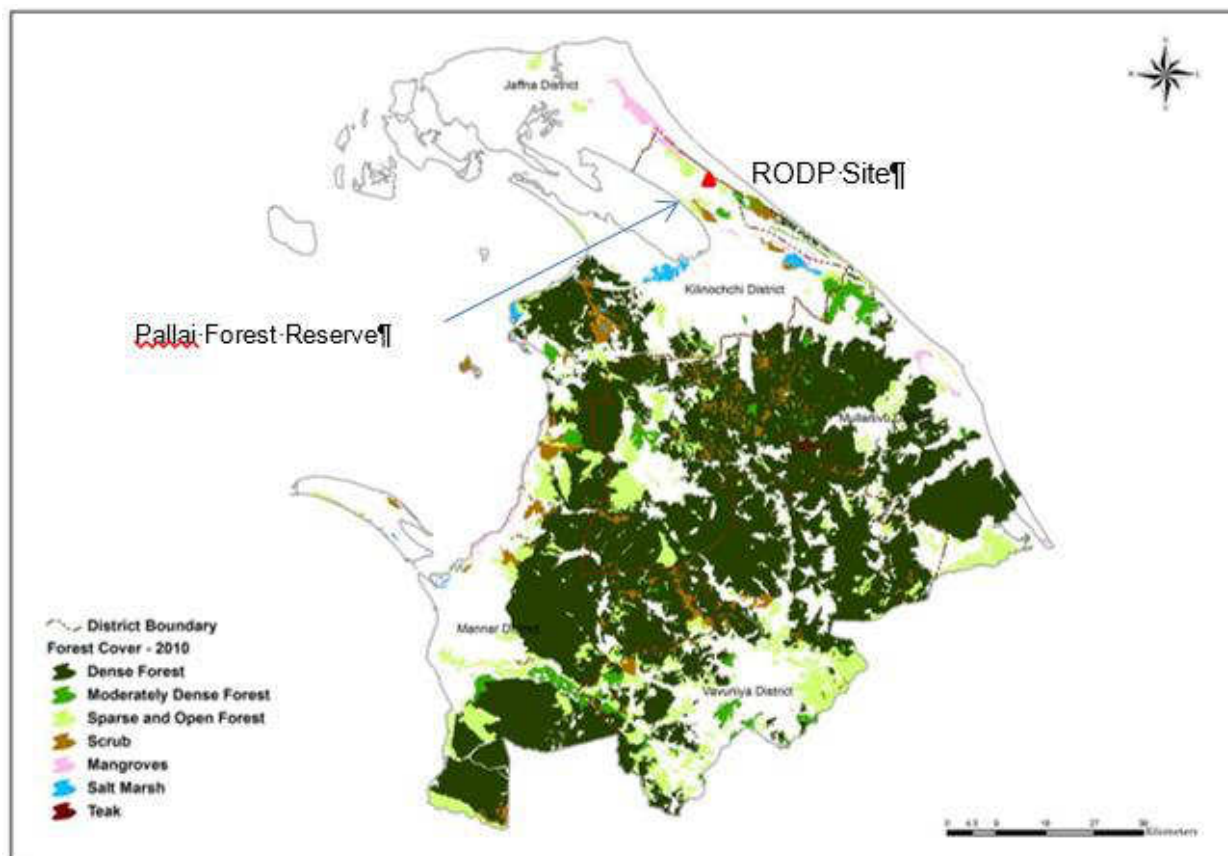 Jaffna District
RODP·Site¶
Kilinochchi District
Pallai·Forest·Reserve¶
Mannar District
Vavuniya District
District Boundary
Forest Cover - 2010
Dense Forest
Moderately Dense Forest
Sparse and Open Forest
Scrub
Mangroves
Salt Marsh
Teak
Kilometers